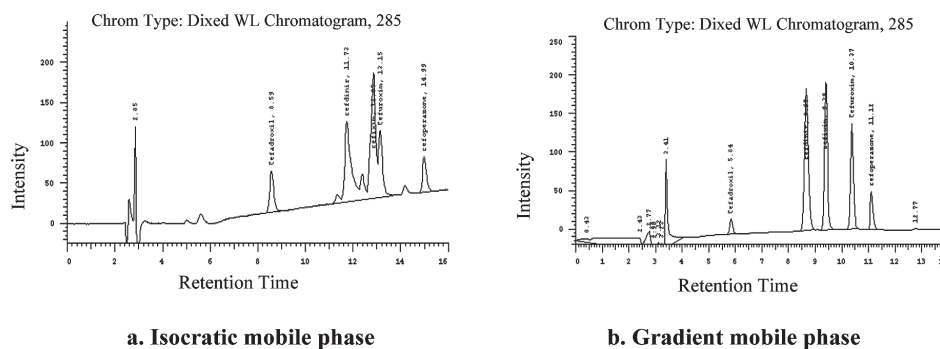 Chrom Type: Dixed WL Chromatogram, 285
Intensity
200
150
100
50
0
2.85
Cefadroxil, 8.59
cefdinir, 11.73
Cefuroxim, 13.15
cefoperazone, 14.99
0 2 4 6 8 10 12 14 16
Retention Time
a. Isocratic mobile phase
Chrom Type: Dixed WL Chromatogram, 285
Intensity
250
200
150
100
50
0
0.43
2.43
3.41
Cefadroxil, 5.84
Cefuroxim, 10.37
cefoperazone, 11.12
12.77
0 1 2 3 4 6 7 8 9 10 11 13
Retention Time
b. Gradient mobile phase